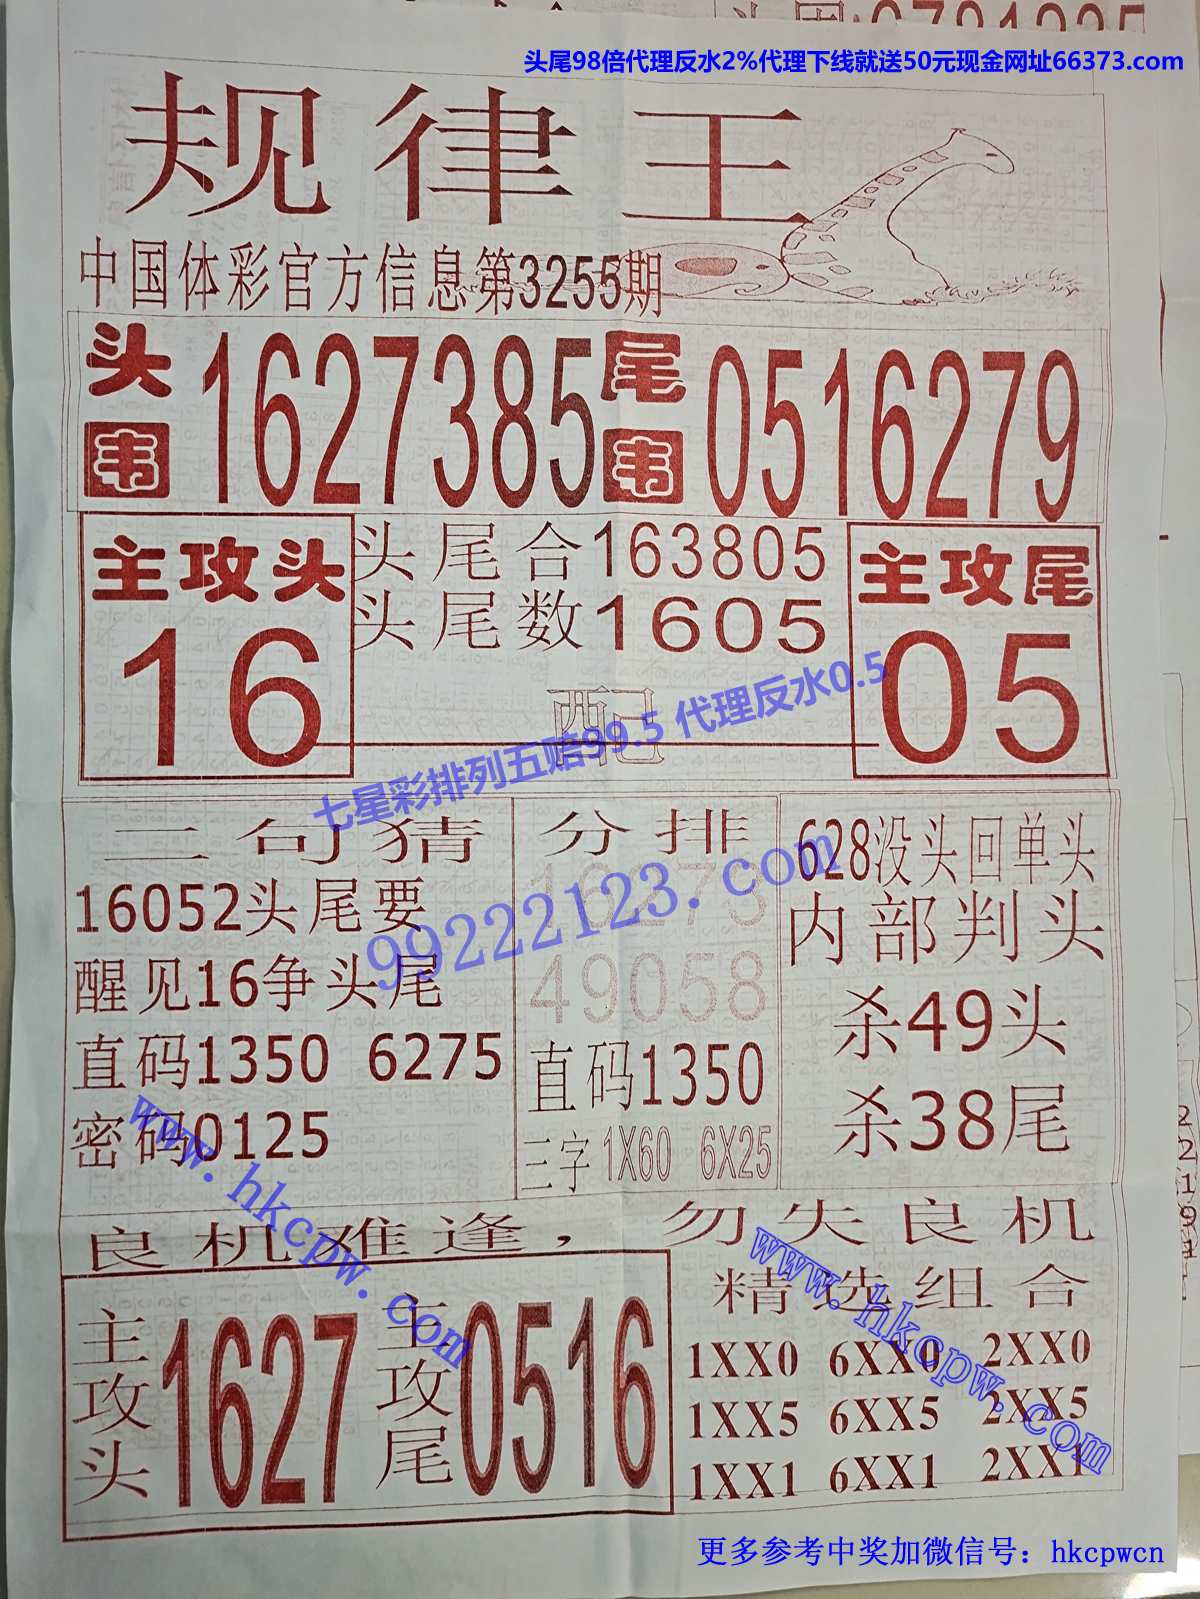 头尾98倍代理反水2%代理下线就送50元现金网址66373.com
规律王
中国体彩官方信息第3255期
头韦 1627385 尾韦 0516279
主攻头
16
头尾合163805
头尾数1605
主攻尾
05
配
七星彩排列五赔99.5 代理反水0.5
99222123.com
二句猜
16052头尾要
醒见16争头尾
直码1350 6275
密码0125
分排
16273
49058
直码1350
三字 1X60 6X25
628没头回单头
内部判头
杀49头
杀38尾
www.hkcpw.com
良机难逢，勿失良机
主攻头 1627 主攻尾 0516
精选组合
1XX0 6XX0 2XX0
1XX5 6XX5 2XX5
1XX1 6XX1 2XX1
www.hkcpw.com
更多参考中奖加微信号：hkcpwcn